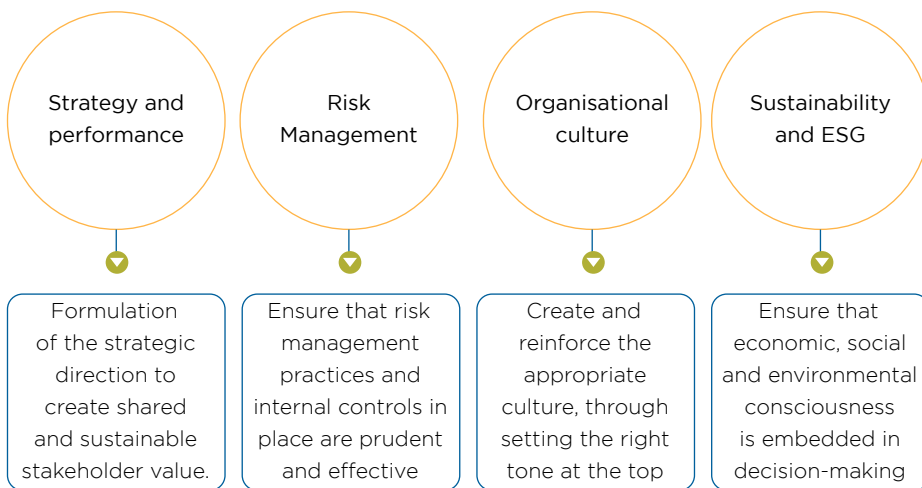 Strategy and
performance
Risk
Management
Organisational
culture
Sustainability
and ESG
Formulation
of the strategic
direction to
create shared
and sustainable
stakeholder value.
Ensure that risk
management
practices and
internal controls in
place are prudent
and effective
Create and
reinforce the
appropriate
culture, through
setting the right
tone at the top
Ensure that
economic, social
and environmental
consciousness
is embedded in
decision-making